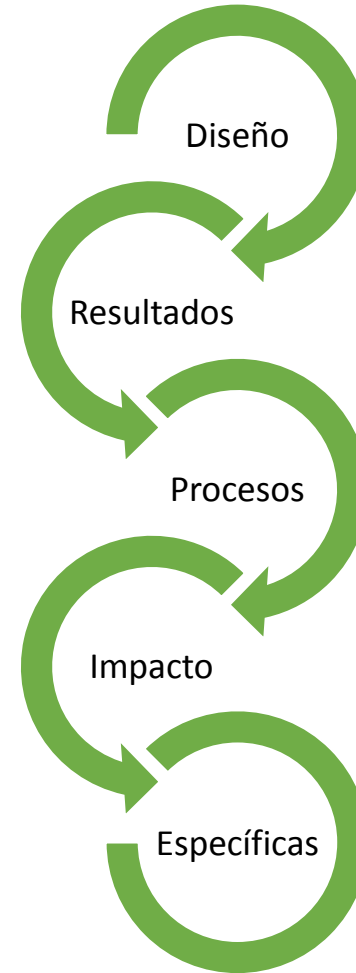 Diseño
Resultados
Procesos
Impacto
Específicas